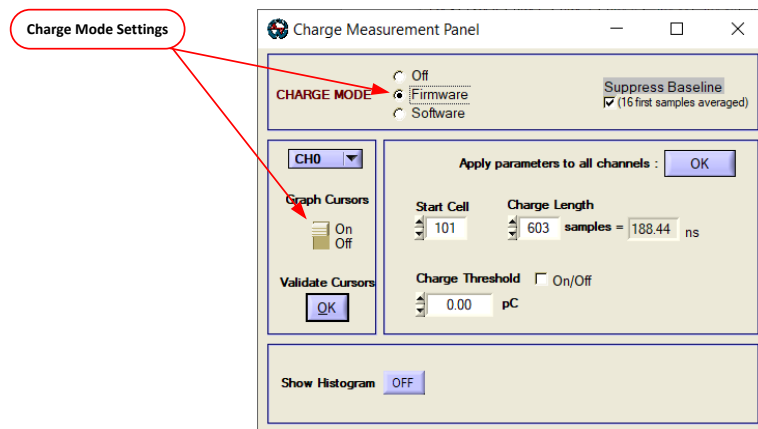 Charge Mode Settings
Charge Measurement Panel
Off
CHARGE MODE
Firmware
Software
Suppress Baseline
(16 first samples averaged)
CH0
Graph Cursors
On
Off
Validate Cursors
OK
Apply parameters to all channels : OK
Start Cell
Charge Length
101
603 samples = 188.44 ns
Charge Threshold On/Off
0.00 pC
Show Histogram OFF